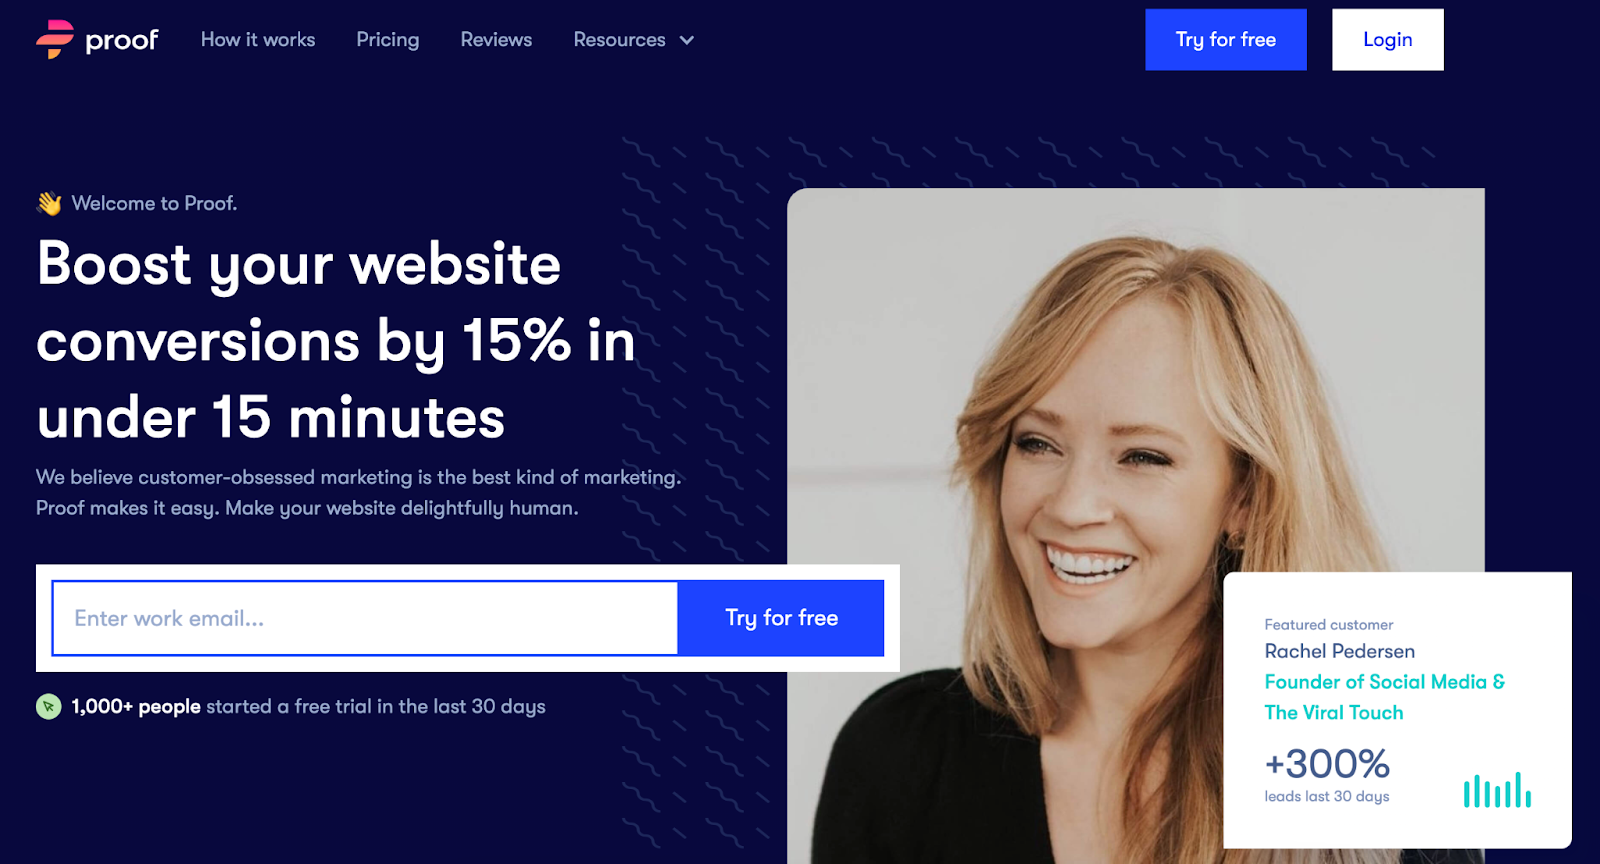 proof
How it works
Pricing
Reviews
Resources
Try for free
Login
Welcome to Proof.
Boost your website
conversions by 15% in
under 15 minutes
We believe customer-obsessed marketing is the best kind of marketing.
Proof makes it easy. Make your website delightfully human.
Enter work email...
Try for free
1,000+ people started a free trial in the last 30 days
Featured customer
Rachel Pedersen
Founder of Social Media &
The Viral Touch
+300%
leads last 30 days